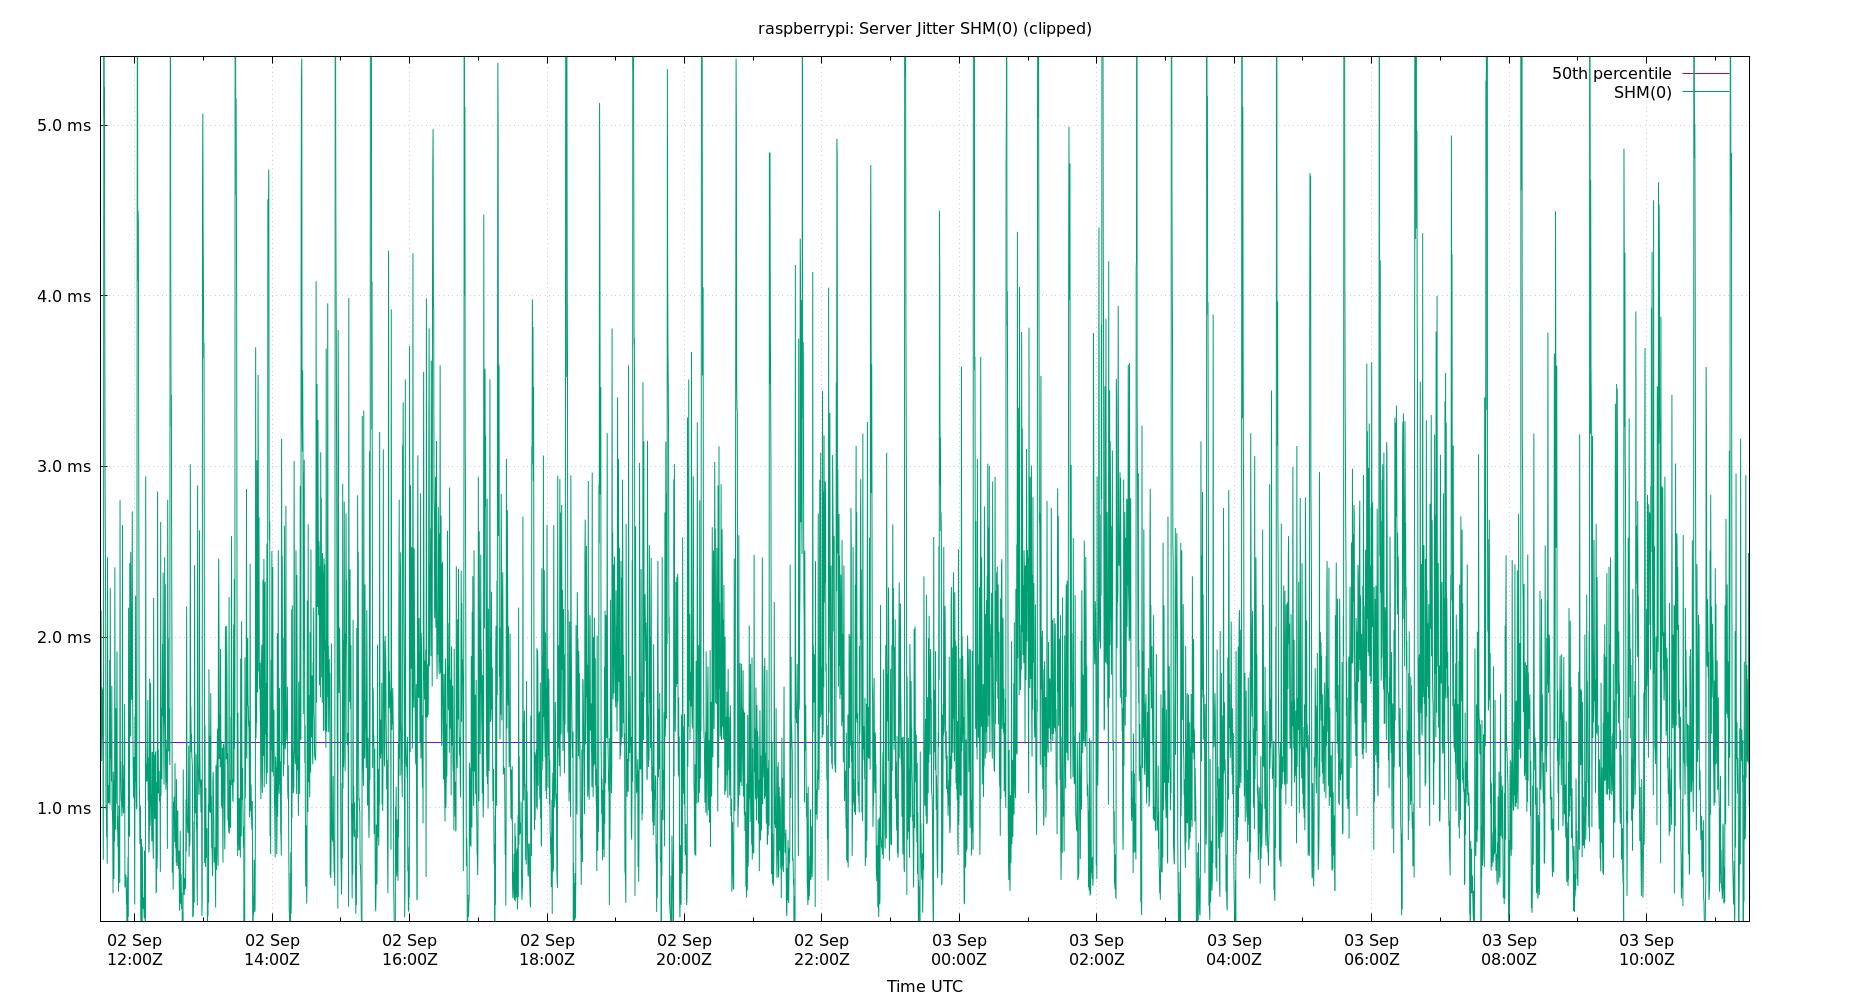 raspberrypi: Server Jitter SHM(0) (clipped)
50th percentile
SHM(0)
5.0 ms
4.0 ms
3.0 ms
2.0 ms
1.0 ms
02 Sep 02 Sep 02 Sep 02 Sep 02 Sep 02 Sep 03 Sep 03 Sep 03 Sep 03 Sep 03 Sep 03 Sep
12:00Z 14:00Z 16:00Z 18:00Z 20:00Z 22:00Z 00:00Z 02:00Z 04:00Z 06:00Z 08:00Z 10:00Z
Time UTC